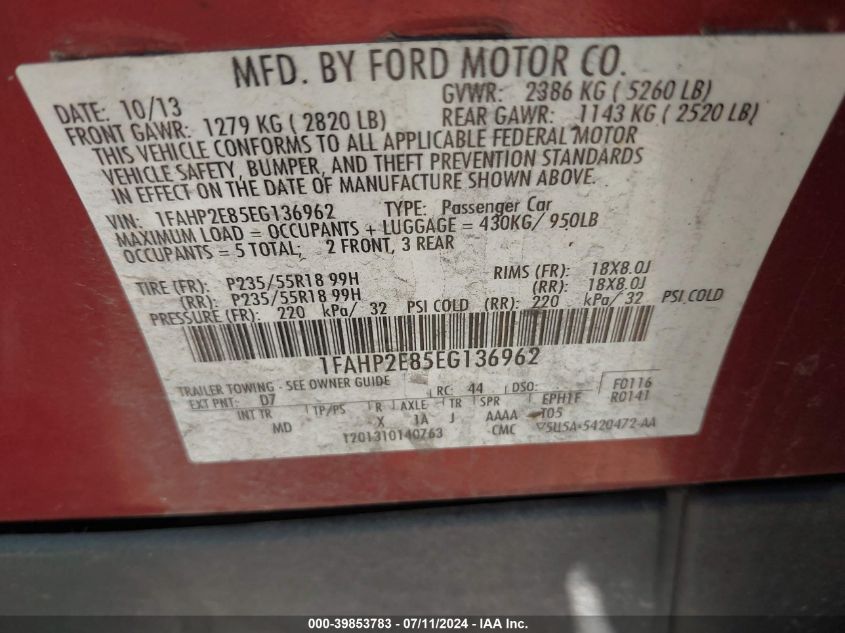 MFD. BY FORD MOTOR CO.
DATE: 10/13 GVWR: 2386 KG ( 5260 LB)
FRONT GAWR: 1279 KG ( 2820 LB) REAR GAWR: 1143 KG ( 2520 LB)
THIS VEHICLE CONFORMS TO ALL APPLICABLE FEDERAL MOTOR
VEHICLE SAFETY, BUMPER, AND THEFT PREVENTION STANDARDS
IN EFFECT ON THE DATE OF MANUFACTURE SHOWN ABOVE.
VIN: 1FAHP2E85EG136962 TYPE: Passenger Car
MAXIMUM LOAD = OCCUPANTS + LUGGAGE = 430KG/ 950LB
OCCUPANTS = 5 TOTAL; 2 FRONT, 3 REAR
TIRE (FR): P235/55R18 99H RIMS (FR): 18X8.0J
(RR): P235/55R18 99H (RR): 18X8.0J
PRESSURE (FR): 220 kPa/ 32 PSI COLD (RR): 220 kPa/ 32 PSI COLD
1FAHP2E85EG136962
TRAILER TOWING - SEE OWNER GUIDE
EXT PNT: D7 RC: 44 DSO: F0116
R0141
INT TR TP/PS R AXLE TR SPR EPH1F
MD X 1A J AAAA T05
T201310140763 CMC ▽5U5A-5420472-AA
000-39853783 - 07/11/2024 - IAA Inc.